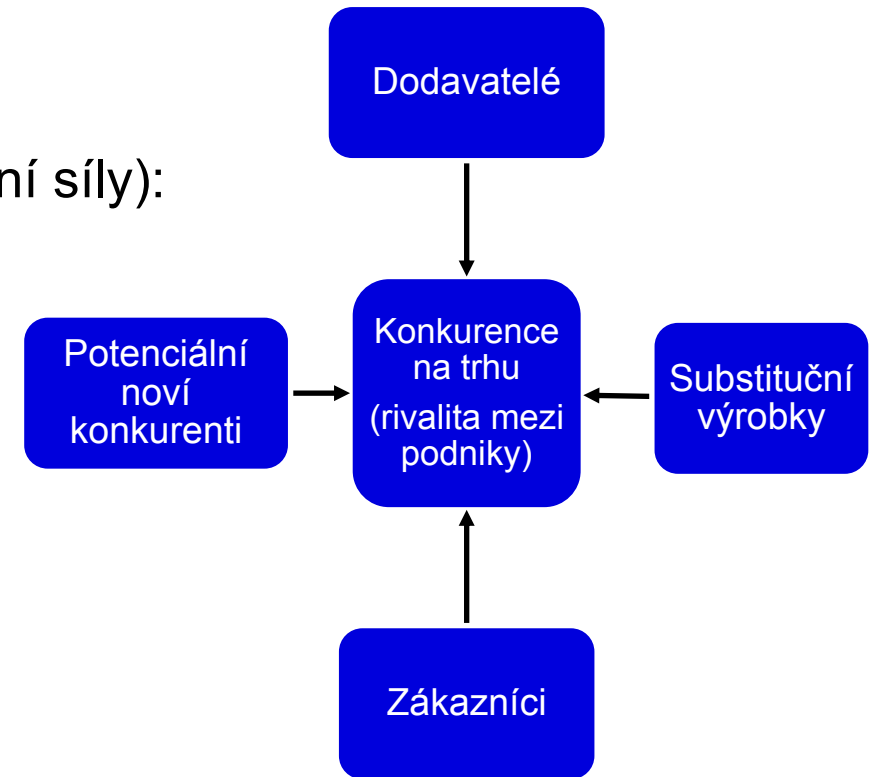 Dodavatelé
ní síly):
Potenciální
noví
konkurenti
Konkurence
na trhu
(rivalita mezi
podniky)
Substituční
výrobky
Zákazníci